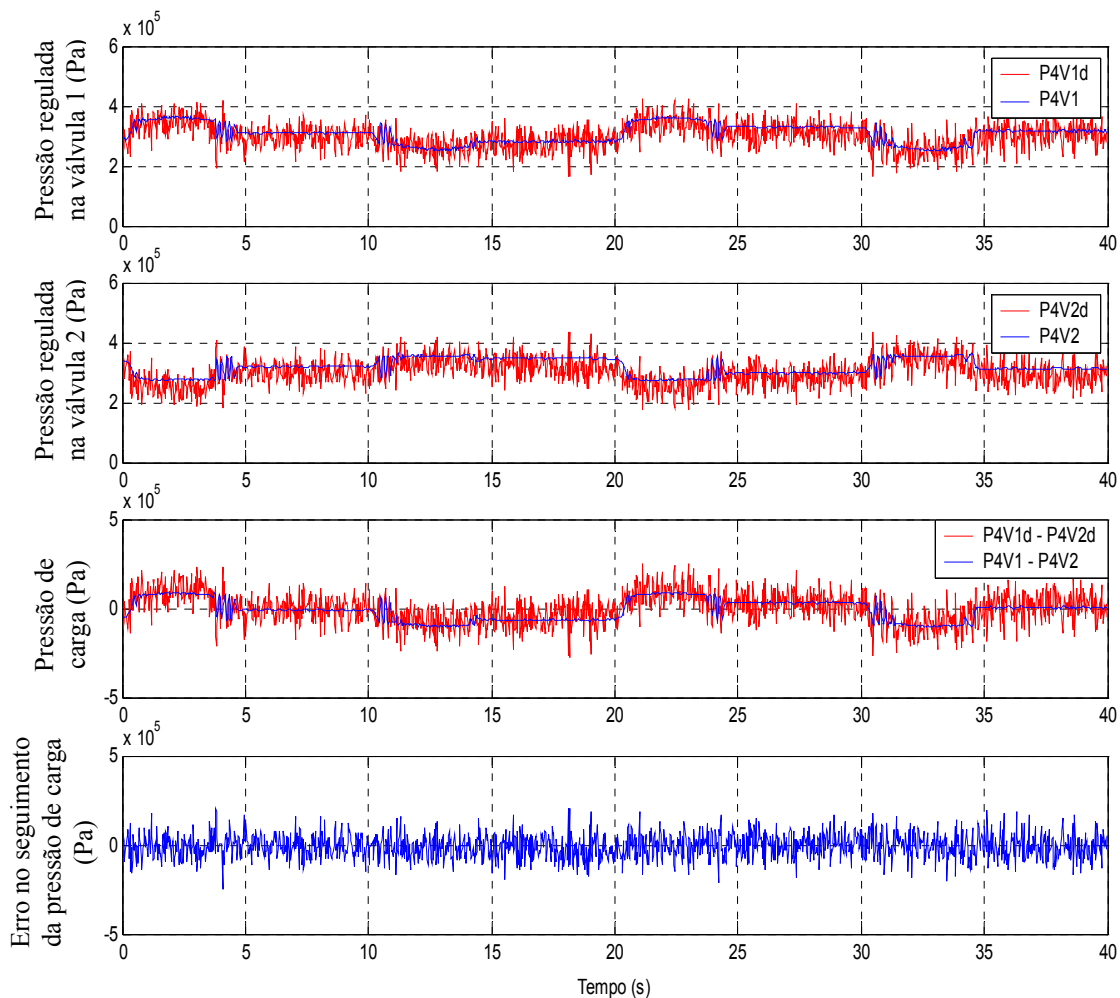 x 10^5
Pressão regulada
na válvula 1 (Pa)
6
4
2
0
P4V1d
P4V1
0 5 10 15 20 25 30 35 40
x 10^5
Pressão regulada
na válvula 2 (Pa)
6
4
2
0
P4V2d
P4V2
0 5 10 15 20 25 30 35 40
x 10^5
Pressão de
carga (Pa)
5
0
-5
P4V1d - P4V2d
P4V1 - P4V2
0 5 10 15 20 25 30 35 40
x 10^5
Erro no seguimento
da pressão de carga
(Pa)
5
0
-5
0 5 10 15 20 25 30 35 40
Tempo (s)